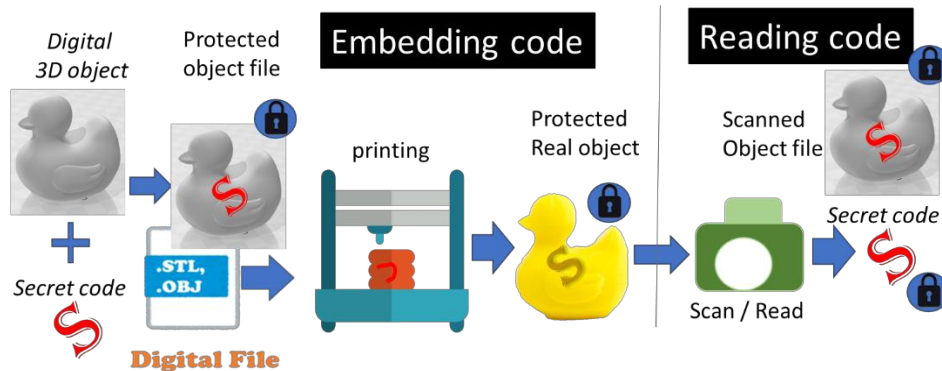 Digital
3D object
Protected
object file
Embedding code
Reading code
S
printing
Protected
Real object
S
Scanned
Object file
S
.STL,
.OBJ
Secret code
S
Digital File
Scan / Read
Secret code
S